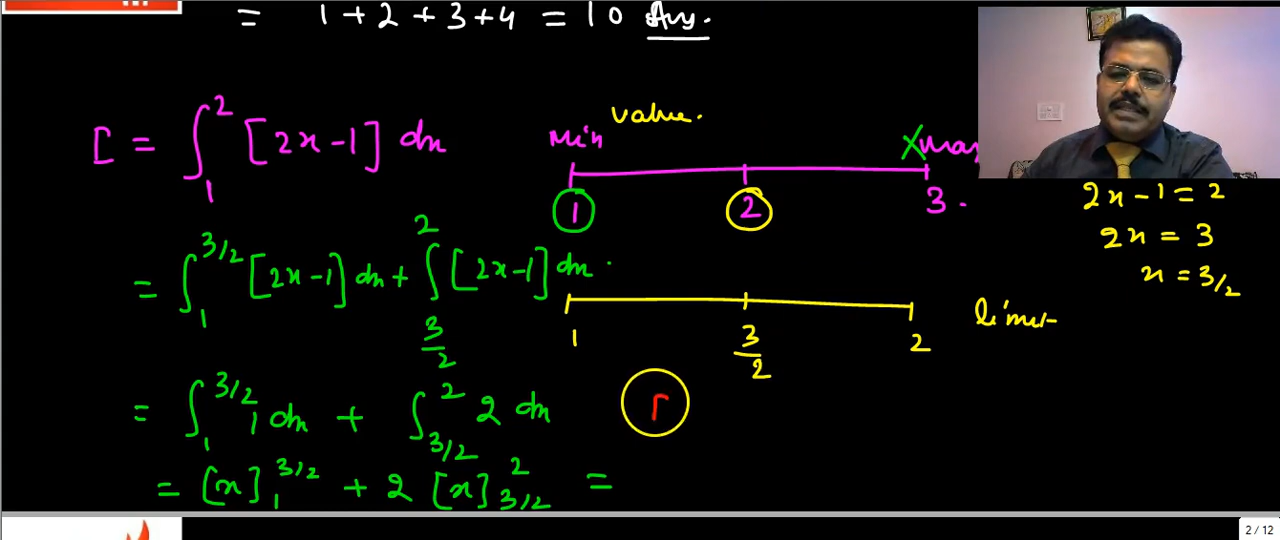 = 1 + 2 + 3 + 4 = 10 Ans.
value.
I = ∫₁² [2x-1] dx
Min
X max
1 2 3.
2x-1 = 2
2x = 3
x = 3/2
= ∫₁^{3/2} [2x-1] dx + ∫_{3/2}^{2} [2x-1] dx.
1 3/2 2
= ∫₁^{3/2} 1 dx + ∫_{3/2}^{2} 2 dx
= [x]₁^{3/2} + 2 [x]_{3/2}^{2} =
2 / 12